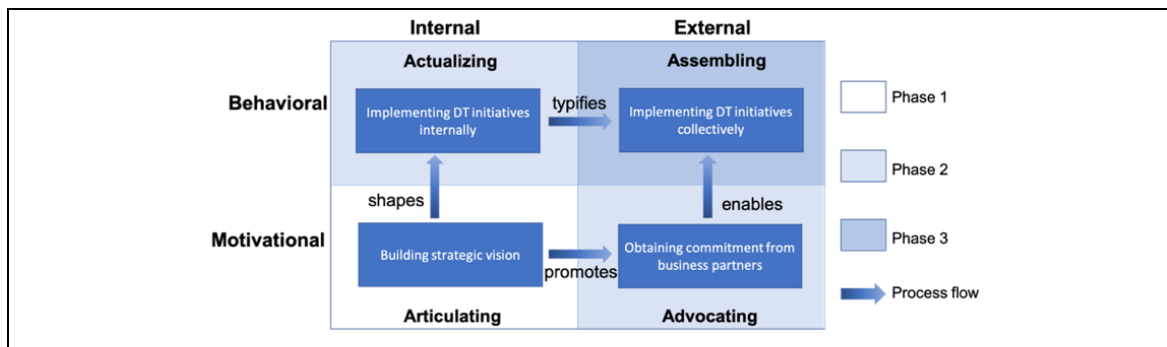 Internal
External
Actualizing
Assembling
Behavioral
Implementing DT initiatives
internally
typifies
Implementing DT initiatives
collectively
Phase 1
Phase 2
shapes
enables
Motivational
Building strategic vision
promotes
Obtaining commitment from
business partners
Phase 3
Process flow
Articulating
Advocating